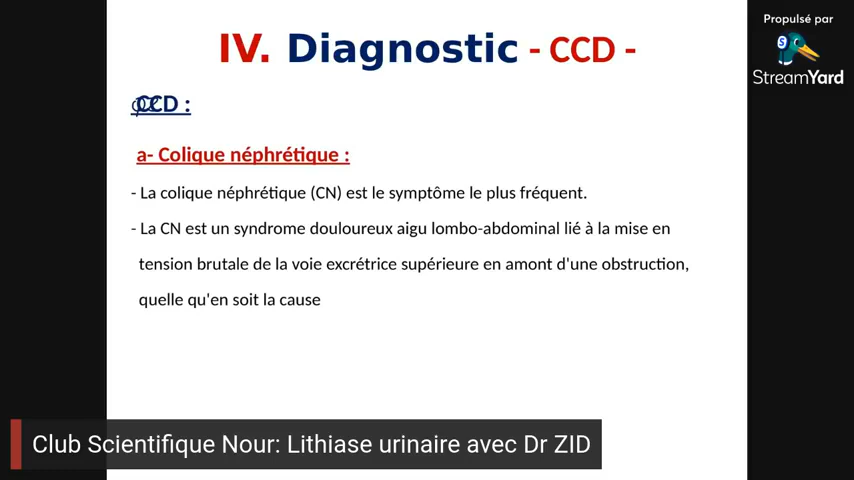 IV. Diagnostic - CCD -
Propulsé par
StreamYard
CCD :
a- Colique néphrétique :
- La colique néphrétique (CN) est le symptôme le plus fréquent.
- La CN est un syndrome douloureux aigu lombo-abdominal lié à la mise en
tension brutale de la voie excrétrice supérieure en amont d'une obstruction,
quelle qu'en soit la cause
Club Scientifique Nour: Lithiase urinaire avec Dr ZID